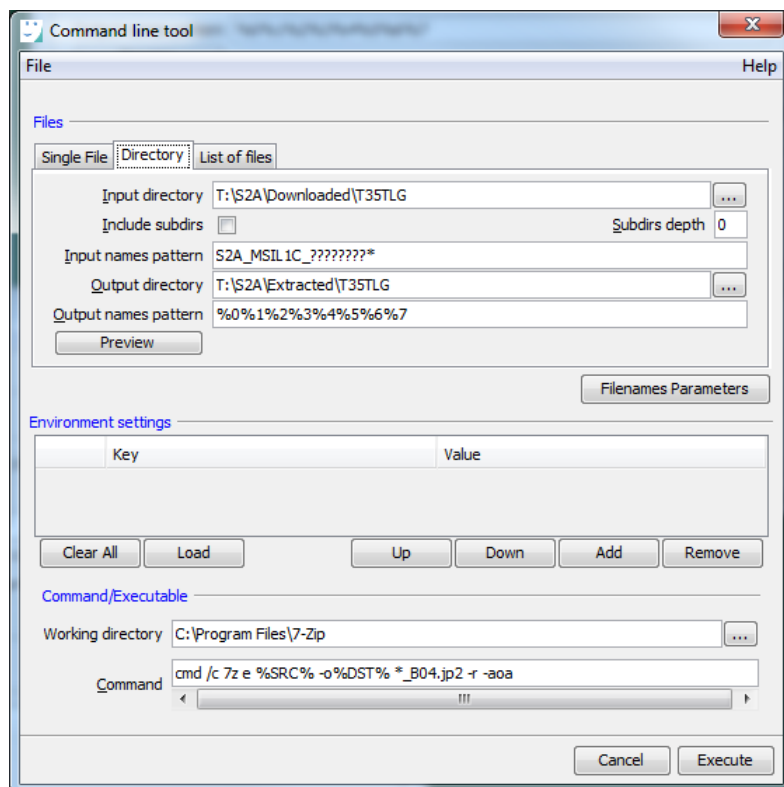 Command line tool
File Help
Files
Single File Directory List of files
Input directory T:\S2A\Downloaded\T35TLG ...
Include subdirs Subdirs depth 0
Input names pattern S2A_MSIL1C_????????*
Output directory T:\S2A\Extracted\T35TLG ...
Output names pattern %0%1%2%3%4%5%6%7
Preview
Filenames Parameters
Environment settings
Key Value
Clear All Load Up Down Add Remove
Command/Executable
Working directory C:\Program Files\7-Zip ...
Command cmd /c 7z e %SRC% -o%DST% *_B04.jp2 -r -aoa
Cancel Execute